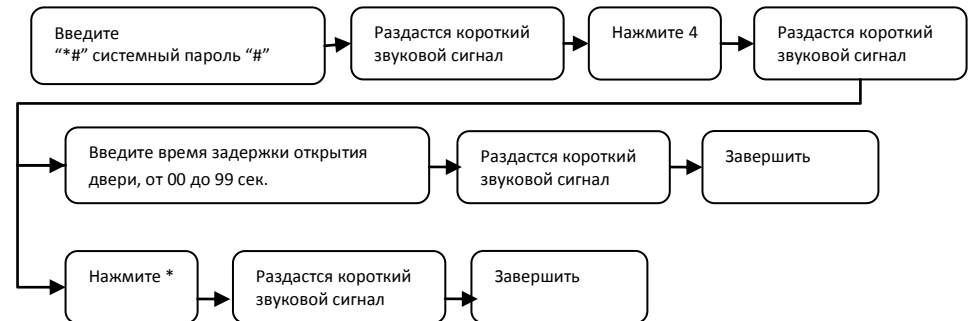 Введите
“*#” системный пароль “#”
Раздастся короткий
звуковой сигнал
Нажмите 4
Раздастся короткий
звуковой сигнал
Введите время задержки открытия
двери, от 00 до 99 сек.
Раздастся короткий
звуковой сигнал
Завершить
Нажмите *
Раздастся короткий
звуковой сигнал
Завершить